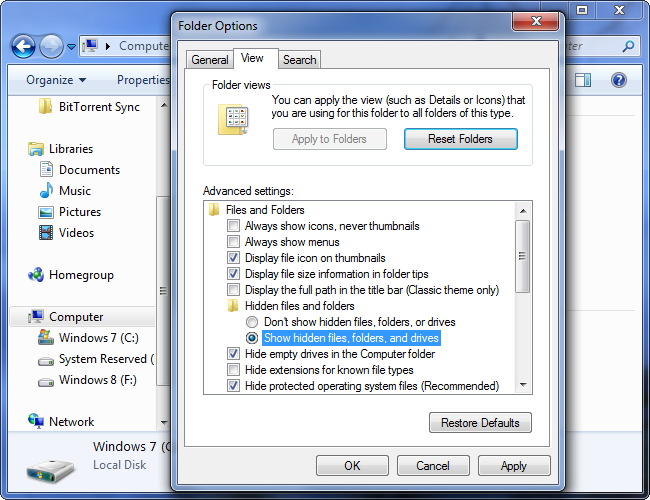 Folder Options
Compute
Organize
Properties
BitTorrent Sync
Libraries
Documents
Music
Pictures
Videos
Homegroup
Computer
Windows 7 (C:)
System Reserved (
Windows 8 (F:)
Network
Windows 7 (C
Local Disk
General
View
Search
Folder views
You can apply the view (such as Details or Icons) that
you are using for this folder to all folders of this type.
Apply to Folders
Reset Folders
Advanced settings:
Files and Folders
Always show icons, never thumbnails
Always show menus
Display file icon on thumbnails
Display file size information in folder tips
Display the full path in the title bar (Classic theme only)
Hidden files and folders
Don't show hidden files, folders, or drives
Show hidden files, folders, and drives
Hide empty drives in the Computer folder
Hide extensions for known file types
Hide protected operating system files (Recommended)
Restore Defaults
OK
Cancel
Apply